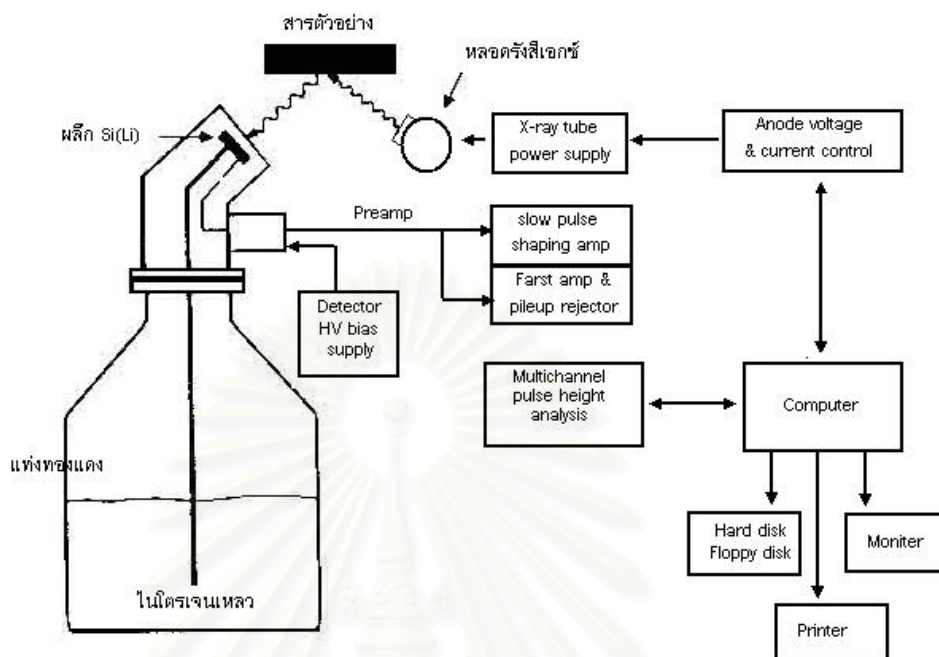 สารตัวอย่าง
หลอดรังสีเอกซ์
ผลึก Si(Li)
X-ray tube
power supply
Anode voltage
& current control
Preamp
slow pulse
shaping amp
Farst amp &
pileup rejector
Detector
HV bias
supply
Multichannel
pulse height
analysis
Computer
แท่งทองแดง
Hard disk
Floppy disk
Moniter
ไนโตรเจนเหลว
Printer